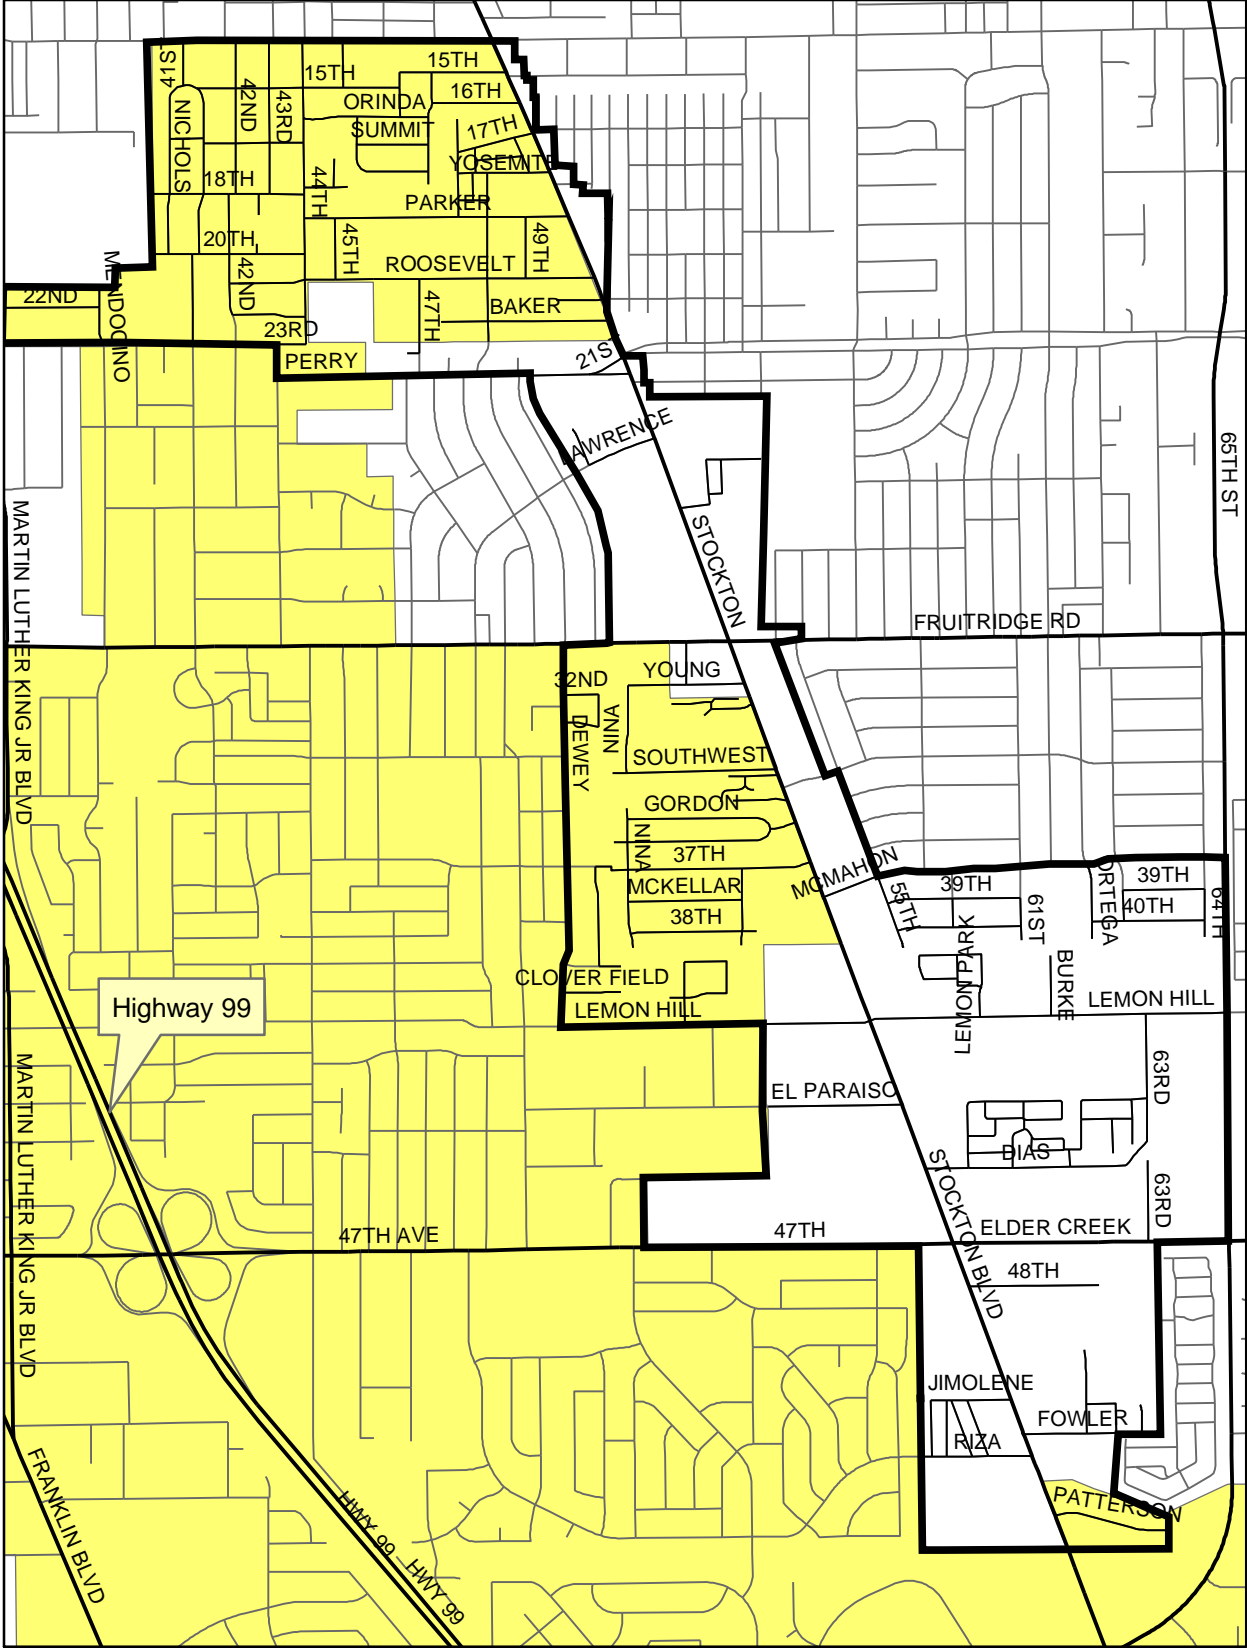 41S
15TH
15TH
NICHOLS
42ND
43RD
ORINDA
16TH
SUMMIT
17TH
YOSEMITE
18TH
44TH
PARKER
20TH
45TH
49TH
MENDOCINO
42ND
ROOSEVELT
22ND
47TH
BAKER
23RD
PERRY
21S
LAWRENCE
65TH ST
MARTIN LUTHER KING JR BLVD
STOCKTON
FRUITRIDGE RD
32ND
YOUNG
NINA
DEWEY
SOUTHWEST
GORDON
NINA
37TH
MCMAHON
MCKELLAR
55TH
39TH
ORTEGA
39TH
38TH
61ST
40TH
64TH
LEMON PARK
CLOVER FIELD
BURKE
LEMON HILL
LEMON HILL
Highway 99
MARTIN LUTHER KING JR BLVD
EL PARAISO
63RD
DIAS
STOCKTON BLVD
63RD
47TH AVE
47TH
ELDER CREEK
48TH
JIMOLENE
FOWLER
RIZA
FRANKLIN BLVD
HWY 99
HWY 99
PATTERSON